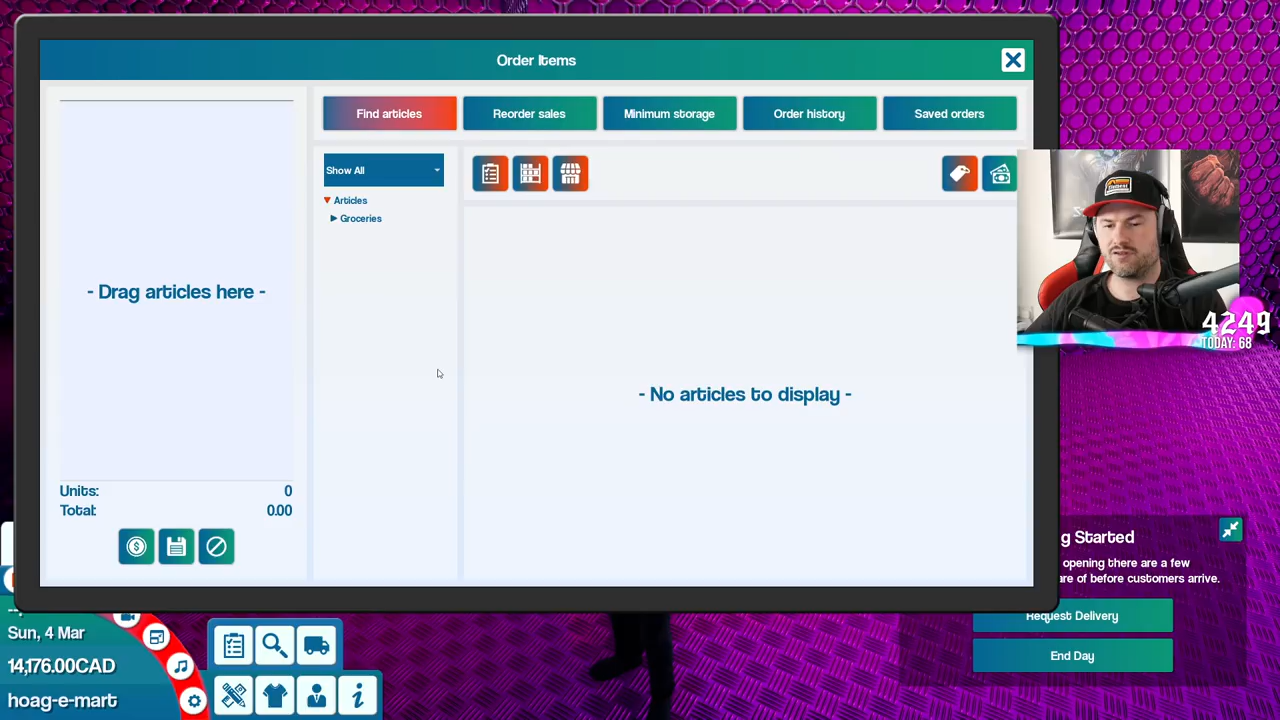 Order Items
Find articles
Reorder sales
Minimum storage
Order history
Saved orders
Show All
Articles
Groceries
- Drag articles here -
- No articles to display -
Units: 0
Total: 0.00
4249
TODAY: 68
g Started
opening there are a few
are of before customers arrive.
Request Delivery
End Day
Sun, 4 Mar
14,176.00CAD
hoag-e-mart